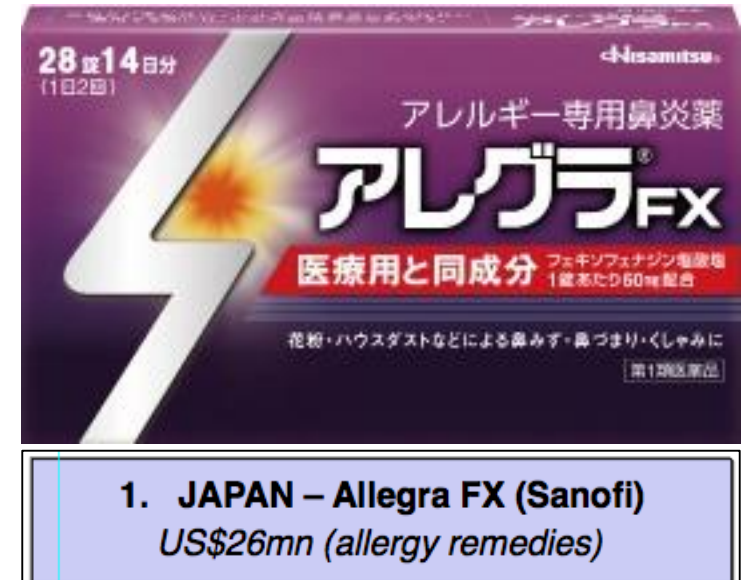 28錠14日分
(1日2回)
Hisamitsu®
アレルギー専用鼻炎薬
アレグラ®FX
医療用と同成分
フェキソフェナジン塩酸塩
1錠あたり60mg配合
花粉・ハウスダストなどによる鼻みず・鼻づまり・くしゃみに
第1類医薬品
1. JAPAN – Allegra FX (Sanofi)
US$26mn (allergy remedies)